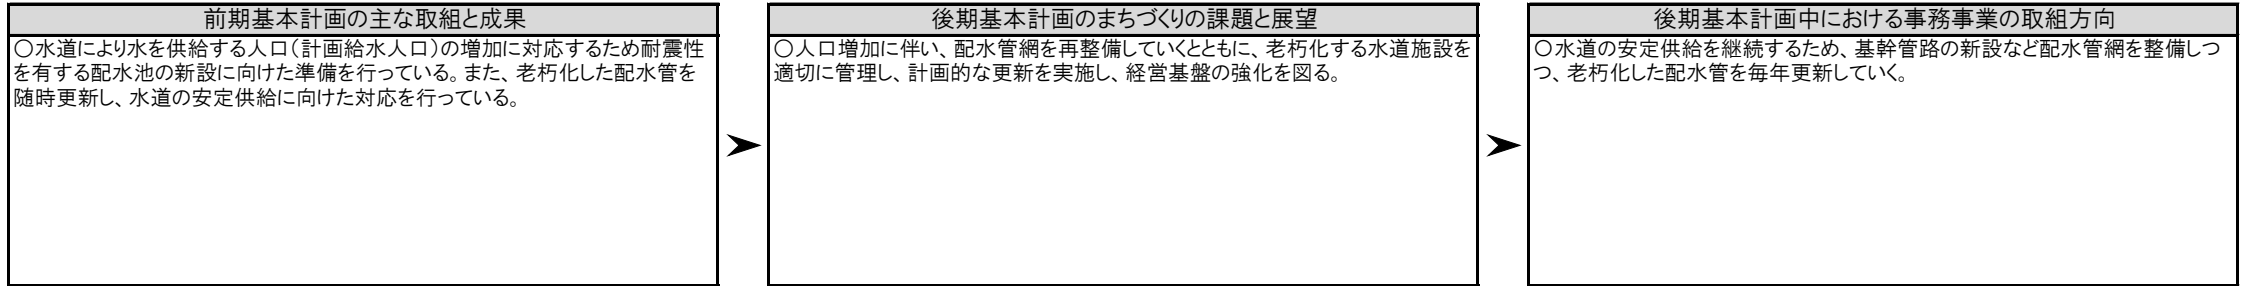 前期基本計画の主な取組と成果
○水道により水を供給する人口(計画給水人口)の増加に対応するため耐震性
を有する配水池の新設に向けた準備を行っている。また、老朽化した配水管を
随時更新し、水道の安定供給に向けた対応を行っている。
後期基本計画のまちづくりの課題と展望
○人口増加に伴い、配水管網を再整備していくとともに、老朽化する水道施設を
適切に管理し、計画的な更新を実施し、経営基盤の強化を図る。
後期基本計画中における事務事業の取組方向
○水道の安定供給を継続するため、基幹管路の新設など配水管網を整備しつ
つ、老朽化した配水管を毎年更新していく。